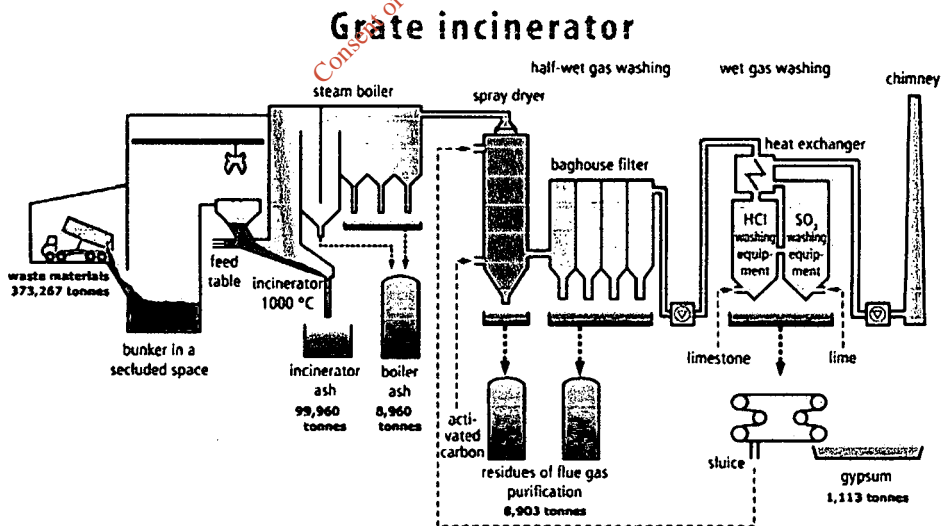 Grate incinerator
Consent of
half-wet gas washing
wet gas washing
chimney
steam boiler
spray dryer
heat exchanger
baghouse filter
HCl
washing
equip-
ment
SO2
washing
equip-
ment
waste materials
373,267 tonnes
feed
table
incinerator
1000 °C
bunker in a
secluded space
incinerator
ash
99,960
tonnes
boiler
ash
8,960
tonnes
acti-
vated
carbon
limestone
lime
residues of flue gas
purification
tonnes
sluice
gypsum
1,113 tonnes